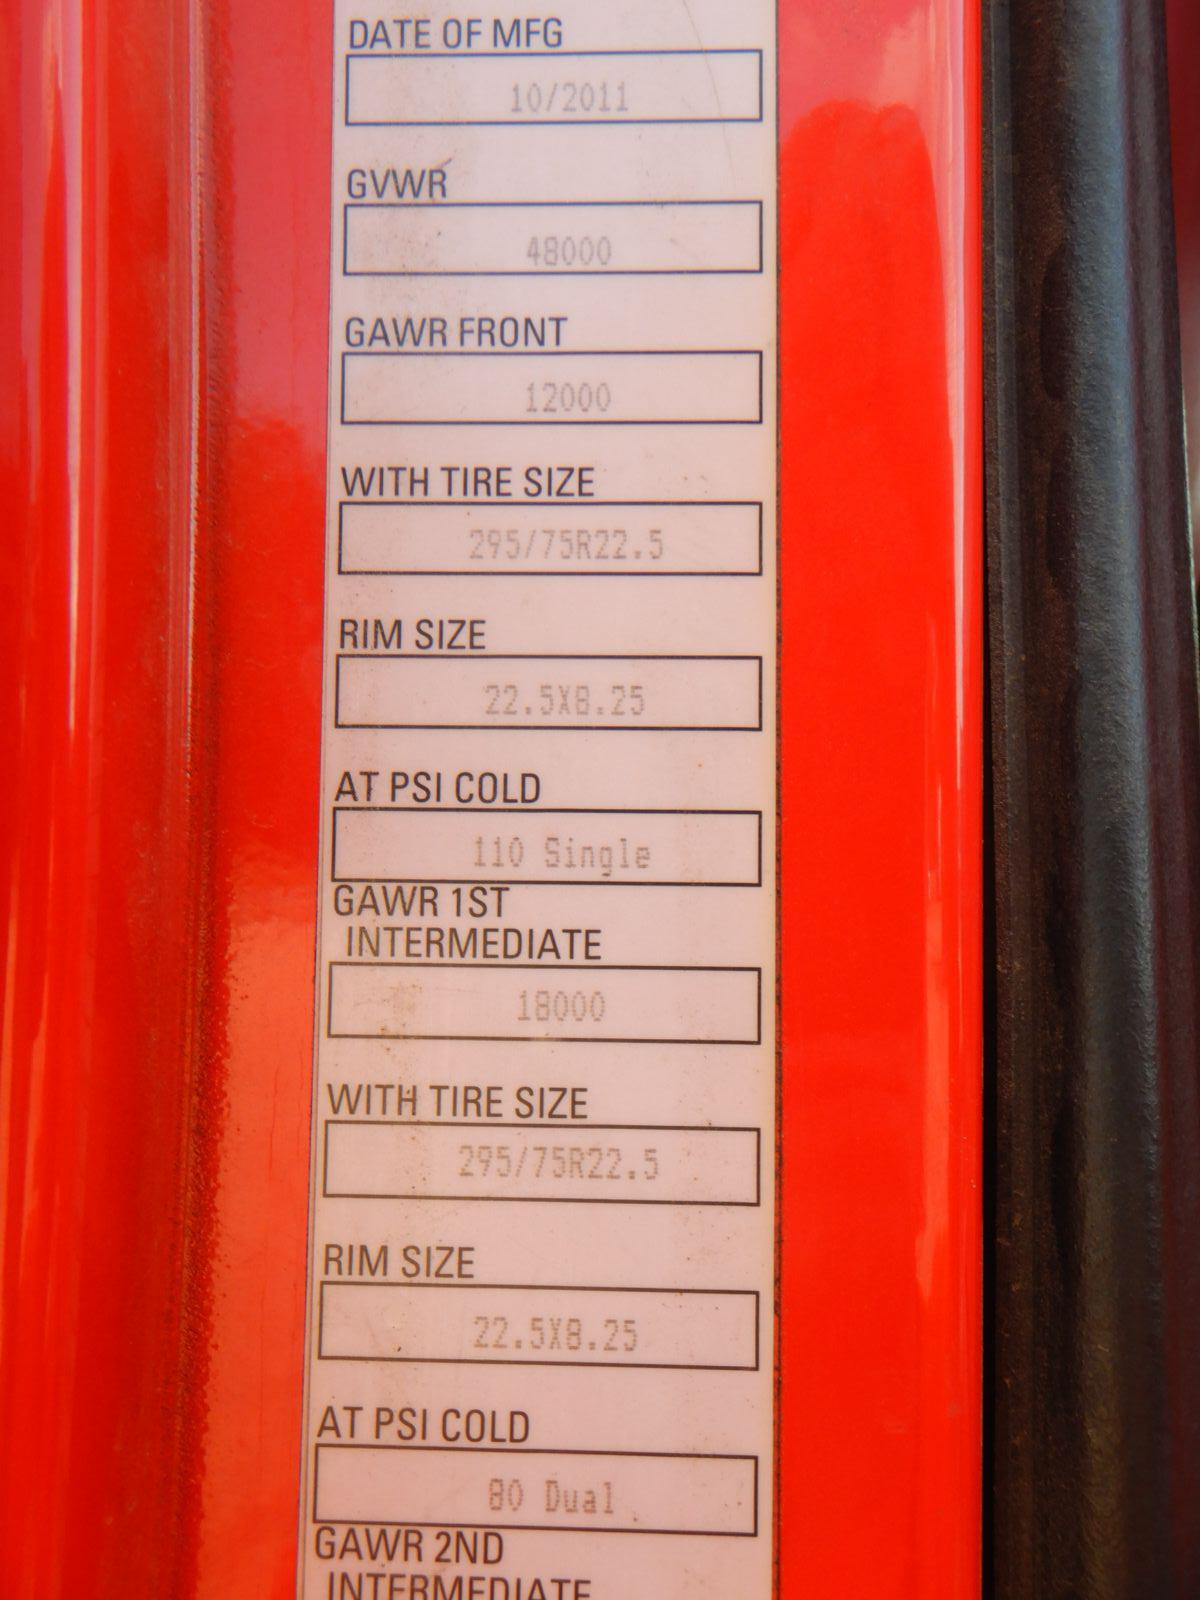 DATE OF MFG
10/2011
GVWR
48000
GAWR FRONT
12000
WITH TIRE SIZE
295/75R22.5
RIM SIZE
22.5X8.25
AT PSI COLD
110 Single
GAWR 1ST
INTERMEDIATE
18000
WITH TIRE SIZE
295/75R22.5
RIM SIZE
22.5X8.25
AT PSI COLD
80 Dual
GAWR 2ND
INTERMEDIATE